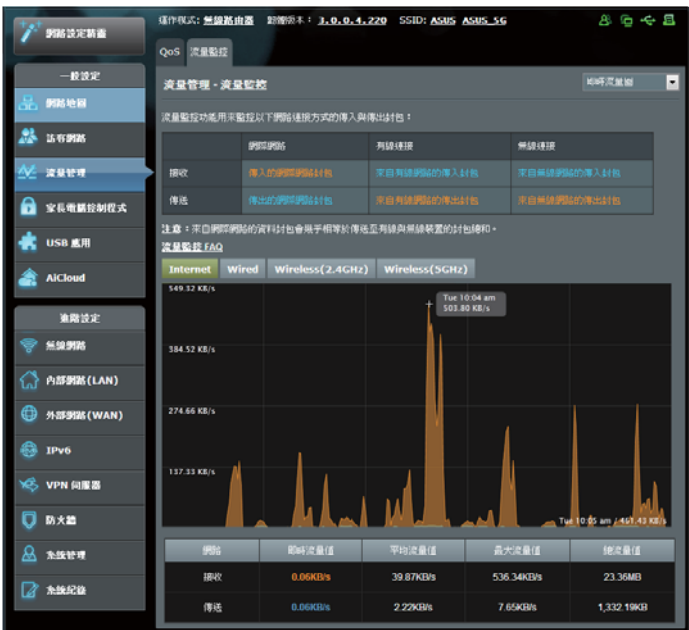 網路設定精靈
運作模式: 無線路由器 韌體版本: 3.0.0.4.220 SSID: ASUS ASUS_5G
QoS 流量監控
一般設定
網路地圖
訪客網路
流量管理
家長電腦控制程式
USB 應用
AiCloud
進階設定
無線網路
內部網路(LAN)
外部網路(WAN)
IPv6
VPN 伺服器
防火牆
系統管理
系統紀錄
流量管理 - 流量監控
即時流量圖
流量監控功能用來監控以下網路連接方式的傳入與傳出封包:
網際網路 有線連接 無線連接
接收 傳入的網際網路封包 來自有線網路的傳入封包 來自無線網路的傳入封包
傳送 傳出的網際網路封包 來自有線網路的傳出封包 來自無線網路的傳出封包
注意:來自網際網路的資料封包會幾乎相等於傳送至有線與無線裝置的封包總和。
流量監控 FAQ
Internet Wired Wireless(2.4GHz) Wireless(5GHz)
549.32 KB/s
Tue 10:04 am
503.80 KB/s
384.52 KB/s
274.66 KB/s
137.33 KB/s
Tue 10:05 am / 461.43 KB/s
網路 即時流量值 平均流量值 最大流量值 總流量值
接收 0.06KB/s 39.87KB/s 536.34KB/s 23.36MB
傳送 0.06KB/s 2.22KB/s 7.65KB/s 1,332.19KB